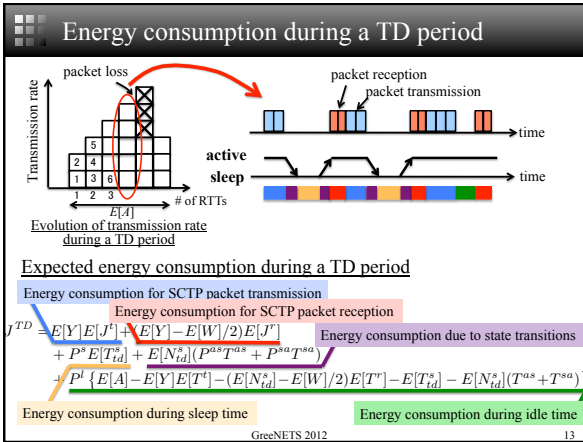 Energy consumption during a TD period
packet loss
Transmission rate
5
2 4
1 3 6
1 2 3
# of RTTs
E[A]
Evolution of transmission rate
during a TD period
packet reception
packet transmission
time
active
sleep
time
Expected energy consumption during a TD period
Energy consumption for SCTP packet transmission
Energy consumption for SCTP packet reception
J^{TD} = E[Y]E[J^t]+(E[Y]−E[W]/2)E[J^r]
Energy consumption due to state transitions
+ P^s E[T^s_{td}] + E[N^s_{td}](P^{as}T^{as} + P^{sa}T^{sa})
+ P^l {E[A]−E[Y]E[T^t]−(E[N^s_{td}]−E[W]/2)E[T^r]−E[T^s_{td}] − E[N^s_{td}](T^{as}+T^{sa})
Energy consumption during sleep time
Energy consumption during idle time
GreeNETS 2012
13